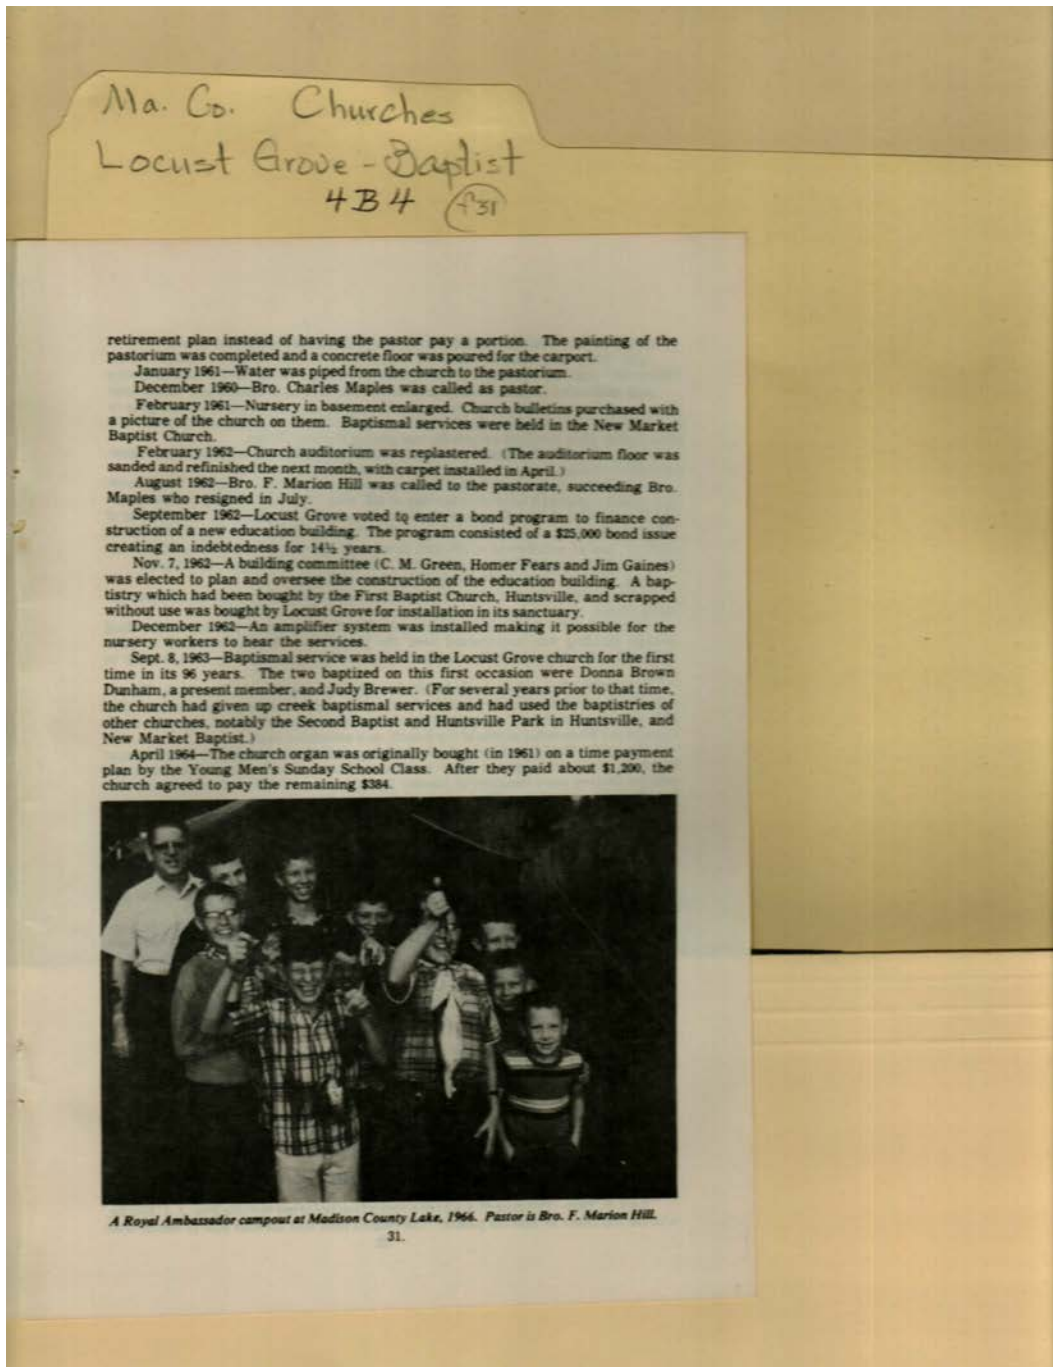 Ma. Co. Churches
Locust Grove - Baptist
4B4 f31
retirement plan instead of having the pastor pay a portion. The painting of the
pastorium was completed and a concrete floor was poured for the carport.
January 1961—Water was piped from the church to the pastorium.
December 1960—Bro. Charles Maples was called as pastor.
February 1961—Nursery in basement enlarged. Church bulletins purchased with
a picture of the church on them. Baptismal services were held in the New Market
Baptist Church.
February 1962—Church auditorium was replastered. (The auditorium floor was
sanded and refinished the next month, with carpet installed in April.)
August 1962—Bro. F. Marion Hill was called to the pastorate, succeeding Bro.
Maples who resigned in July.
September 1962—Locust Grove voted to enter a bond program to finance con-
struction of a new education building. The program consisted of a $25,000 bond issue
creating an indebtedness for 14½ years.
Nov. 7, 1962—A building committee (C. M. Green, Homer Fears and Jim Gaines)
was elected to plan and oversee the construction of the education building. A bap-
tistry which had been bought by the First Baptist Church, Huntsville, and scrapped
without use was bought by Locust Grove for installation in its sanctuary.
December 1962—An amplifier system was installed making it possible for the
nursery workers to hear the services.
Sept. 8, 1963—Baptismal service was held in the Locust Grove church for the first
time in its 96 years. The two baptized on this first occasion were Donna Brown
Dunham, a present member, and Judy Brewer. (For several years prior to that time,
the church had given up creek baptismal services and had used the baptistries of
other churches, notably the Second Baptist and Huntsville Park in Huntsville, and
New Market Baptist.)
April 1964—The church organ was originally bought (in 1961) on a time payment
plan by the Young Men's Sunday School Class. After they paid about $1,200, the
church agreed to pay the remaining $384.
A Royal Ambassador campout at Madison County Lake, 1966. Pastor is Bro. F. Marion Hill.
31.